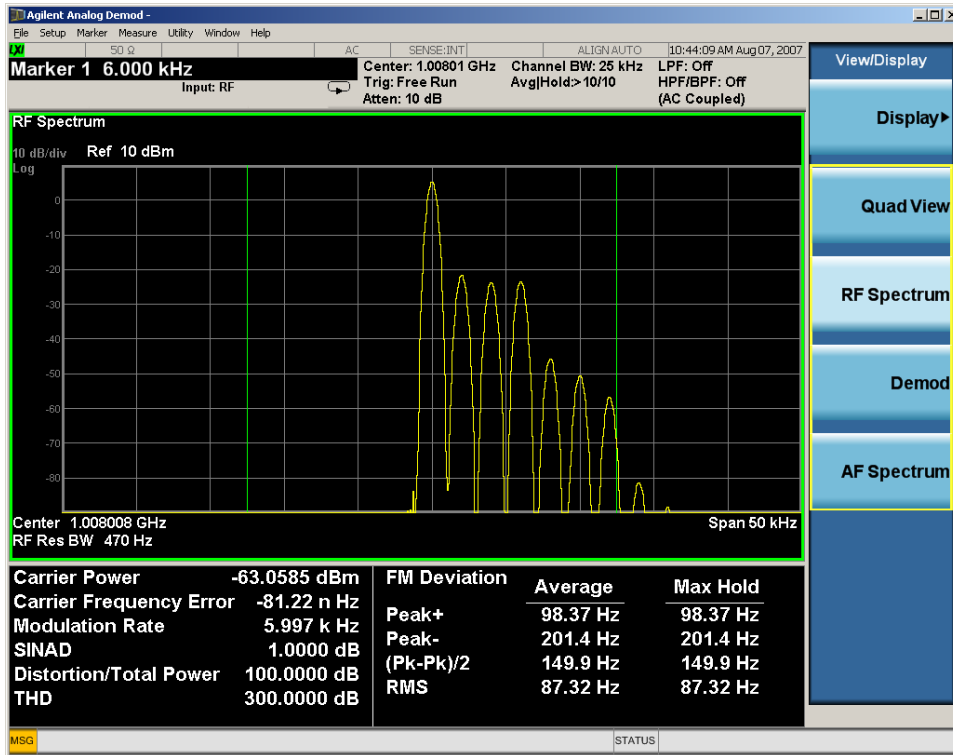 Agilent Analog Demod -
File Setup Marker Measure Utility Window Help
LXI 50 Ω AC SENSE:INT ALIGN AUTO 10:44:09 AM Aug 07, 2007
Marker 1 6.000 kHz
Input: RF
Center: 1.00801 GHz Channel BW: 25 kHz LPF: Off
Trig: Free Run Avg|Hold:>10/10 HPF/BPF: Off
Atten: 10 dB (AC Coupled)
RF Spectrum
10 dB/div Ref 10 dBm
Log
0
-10
-20
-30
-40
-50
-60
-70
-80
Center 1.008008 GHz Span 50 kHz
RF Res BW 470 Hz
Carrier Power -63.0585 dBm
Carrier Frequency Error -81.22 n Hz
Modulation Rate 5.997 k Hz
SINAD 1.0000 dB
Distortion/Total Power 100.0000 dB
THD 300.0000 dB
FM Deviation Average Max Hold
Peak+ 98.37 Hz 98.37 Hz
Peak- 201.4 Hz 201.4 Hz
(Pk-Pk)/2 149.9 Hz 149.9 Hz
RMS 87.32 Hz 87.32 Hz
View/Display
Display
Quad View
RF Spectrum
Demod
AF Spectrum
MSG STATUS